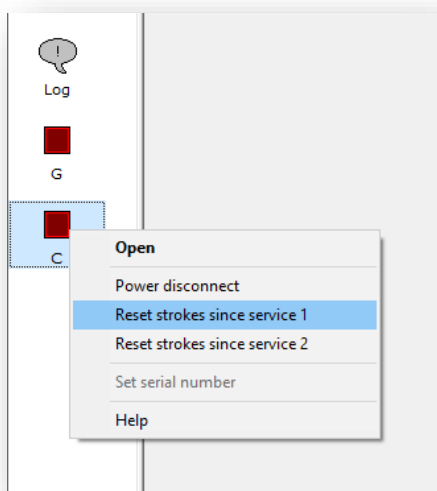 !
Log
G
C
Open
Power disconnect
Reset strokes since service 1
Reset strokes since service 2
Set serial number
Help